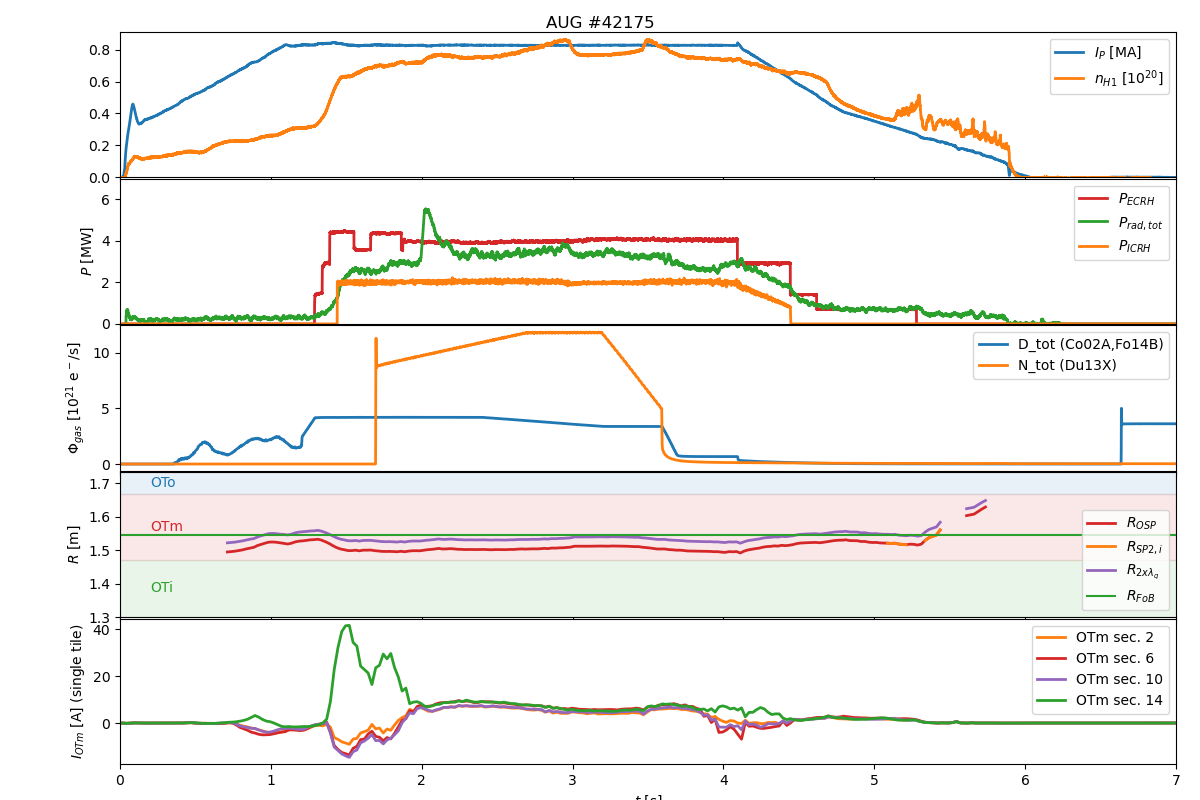 AUG #42175
0.8
0.6
0.4
0.2
0.0
I_P [MA]
n_H1 [10^20]
6
4
2
0
P [MW]
P_ECRH
P_rad,tot
P_ICRH
10
5
0
Φ_gas [10^21 e^−/s]
D_tot (Co02A,Fo14B)
N_tot (Du13X)
1.7
1.6
1.5
1.4
1.3
R [m]
OTo
OTm
OTi
R_OSP
R_SP2,i
R_2xλ_q
R_FoB
40
20
0
I_OTm [A] (single tile)
OTm sec. 2
OTm sec. 6
OTm sec. 10
OTm sec. 14
0 1 2 3 4 5 6 7
t [s]